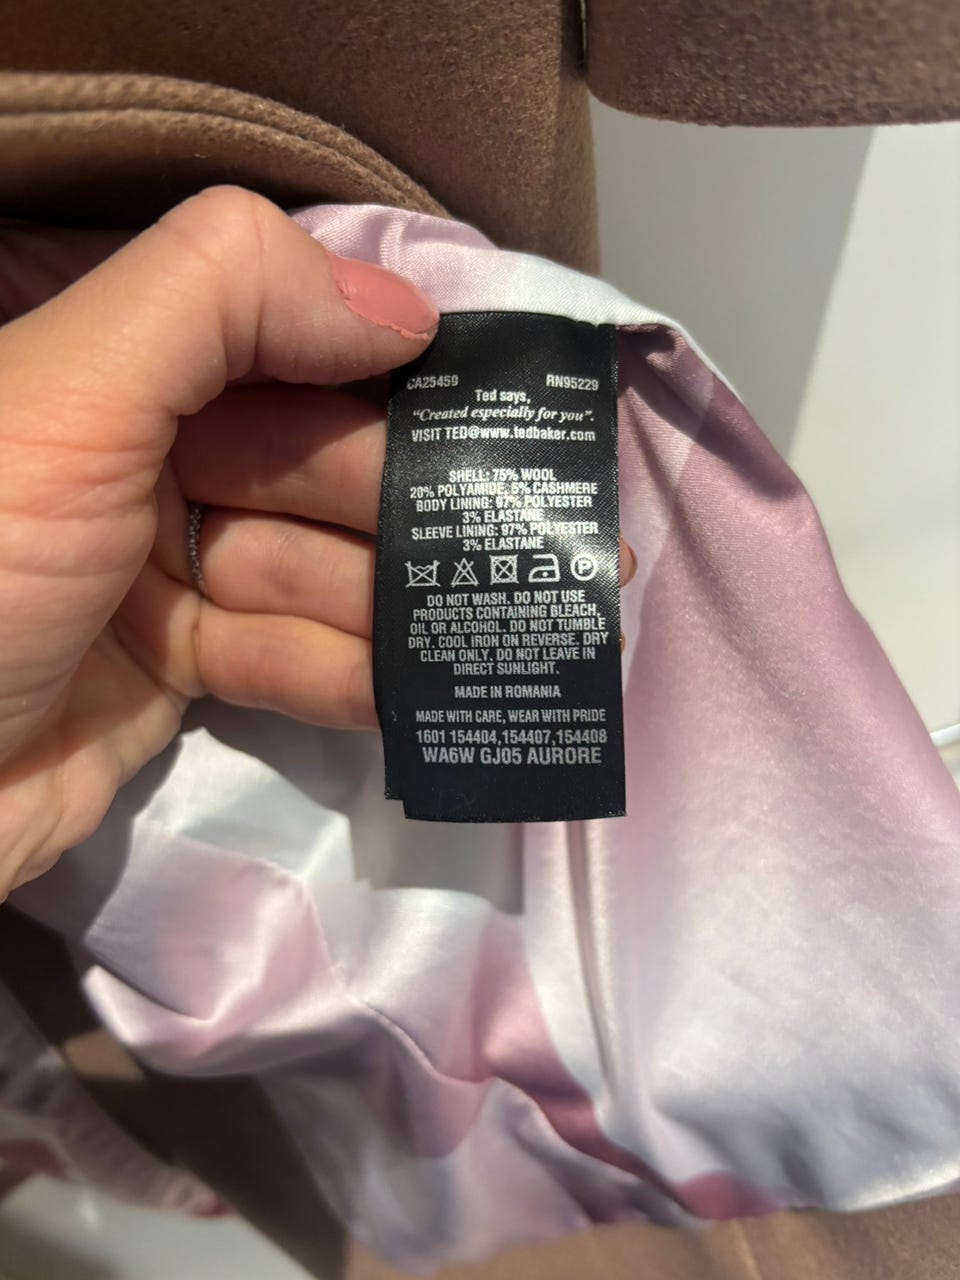 CA25459 RN95229
Ted says,
“Created especially for you”.
VISIT TED@www.tedbaker.com
SHELL: 75% WOOL
20% POLYAMIDE, 5% CASHMERE
BODY LINING: 97% POLYESTER
3% ELASTANE
SLEEVE LINING: 97% POLYESTER
3% ELASTANE
P
DO NOT WASH. DO NOT USE
PRODUCTS CONTAINING BLEACH,
OIL OR ALCOHOL. DO NOT TUMBLE
DRY. COOL IRON ON REVERSE. DRY
CLEAN ONLY. DO NOT LEAVE IN
DIRECT SUNLIGHT.
MADE IN ROMANIA
MADE WITH CARE, WEAR WITH PRIDE
1601 154404,154407,154408
WA6W GJ05 AURORE